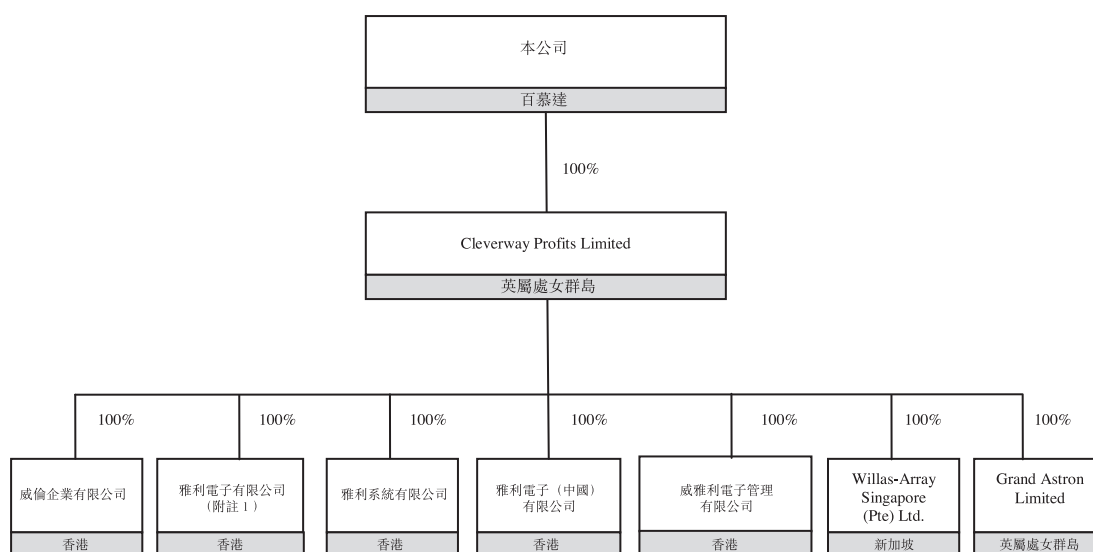 本公司
百慕達
100%
Cleverway Profits Limited
英屬處女群島
100%
100%
100%
100%
100%
100%
100%
威倫企業有限公司
香港
雅利電子有限公司
(附註1)
香港
雅利系統有限公司
香港
雅利電子（中國）
有限公司
香港
威雅利電子管理
有限公司
香港
Willas-Array
Singapore
(Pte) Ltd.
新加坡
Grand Astron
Limited
英屬處女群島